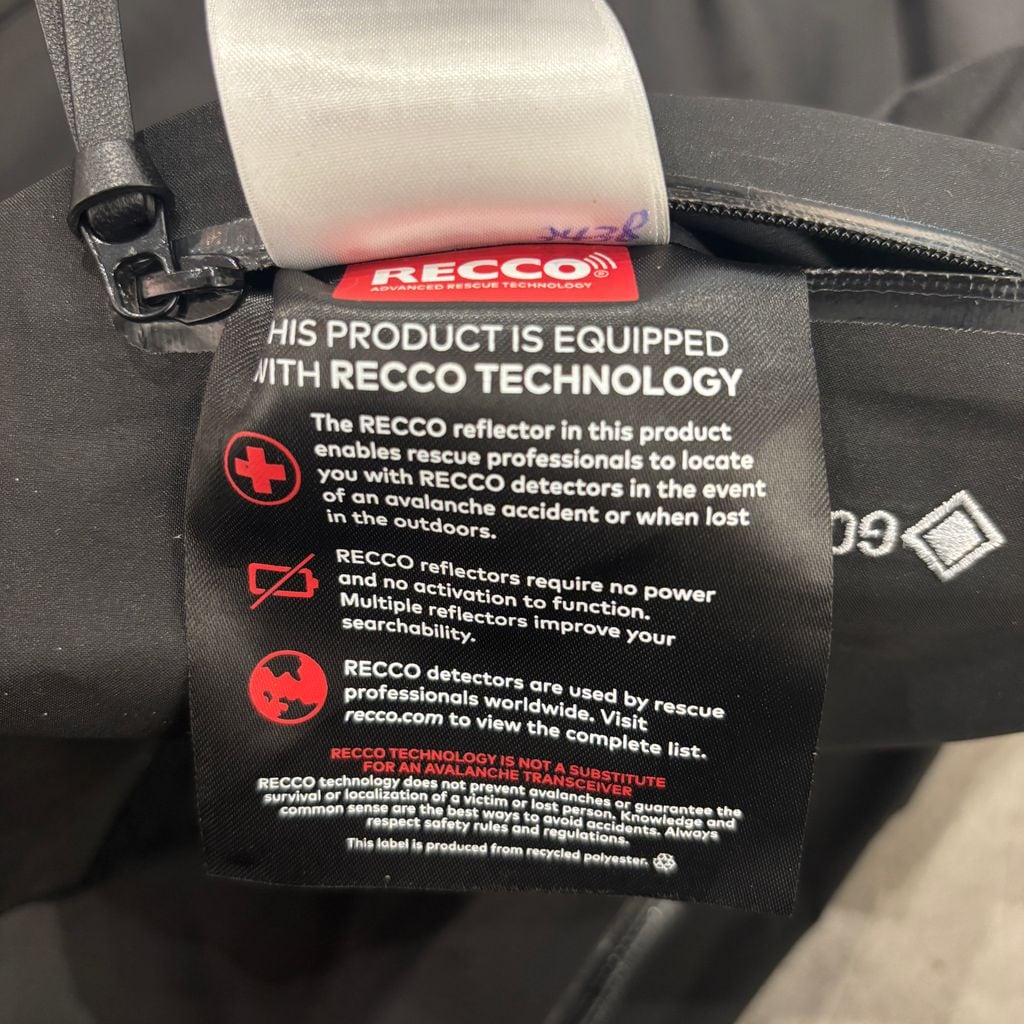 RECCO®
ADVANCED RESCUE TECHNOLOGY
HIS PRODUCT IS EQUIPPED
WITH RECCO TECHNOLOGY
The RECCO reflector in this product
enables rescue professionals to locate
you with RECCO detectors in the event
of an avalanche accident or when lost
in the outdoors.
RECCO reflectors require no power
and no activation to function.
Multiple reflectors improve your
searchability.
RECCO detectors are used by rescue
professionals worldwide. Visit
recco.com to view the complete list.
RECCO TECHNOLOGY IS NOT A SUBSTITUTE
FOR AN AVALANCHE TRANSCEIVER
RECCO technology does not prevent avalanches or guarantee the
survival or localization of a victim or lost person. Knowledge and
common sense are the best ways to avoid accidents. Always
respect safety rules and regulations.
This label is produced from recycled polyester.
GO